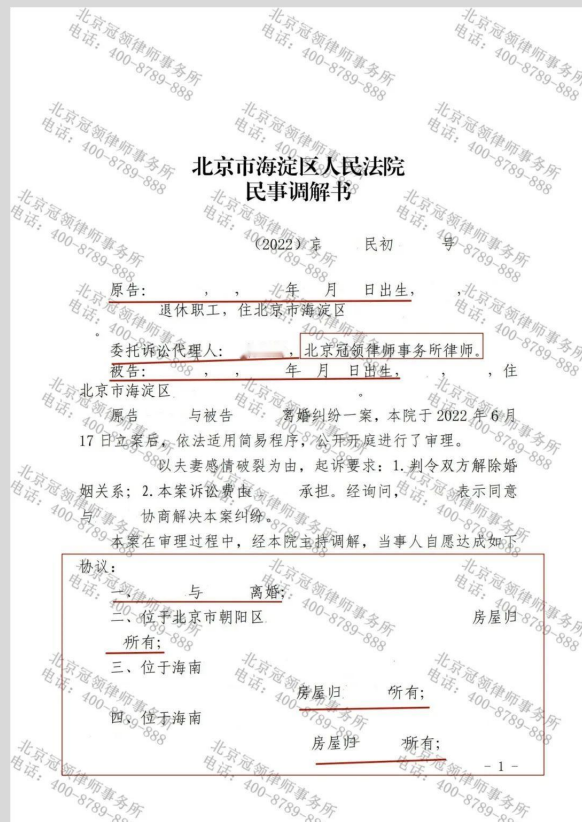 北京市海淀区人民法院
民事调解书
（2022）京 民初 号
原告： ， ， 年 月 日出生， ，
退休职工，住北京市海淀区
。
委托诉讼代理人： ，北京冠领律师事务所律师。
被告： ， ， 年 月 日出生， ， 住
北京市海淀区 。
原告 与被告 离婚纠纷一案，本院于 2022 年 6 月
17 日立案后，依法适用简易程序，公开开庭进行了审理。
以夫妻感情破裂为由，起诉要求：1.判令双方解除婚
姻关系；2.本案诉讼费由 承担。经询问， 表示同意
与 协商解决本案纠纷。
本案在审理过程中，经本院主持调解，当事人自愿达成如下
协议：
一、 与 离婚；
二、位于北京市朝阳区 房屋归
所有；
三、位于海南
房屋归 所有；
四、位于海南
房屋归 所有；
- 1 -
北京冠领律师事务所
电话：400-8789-888